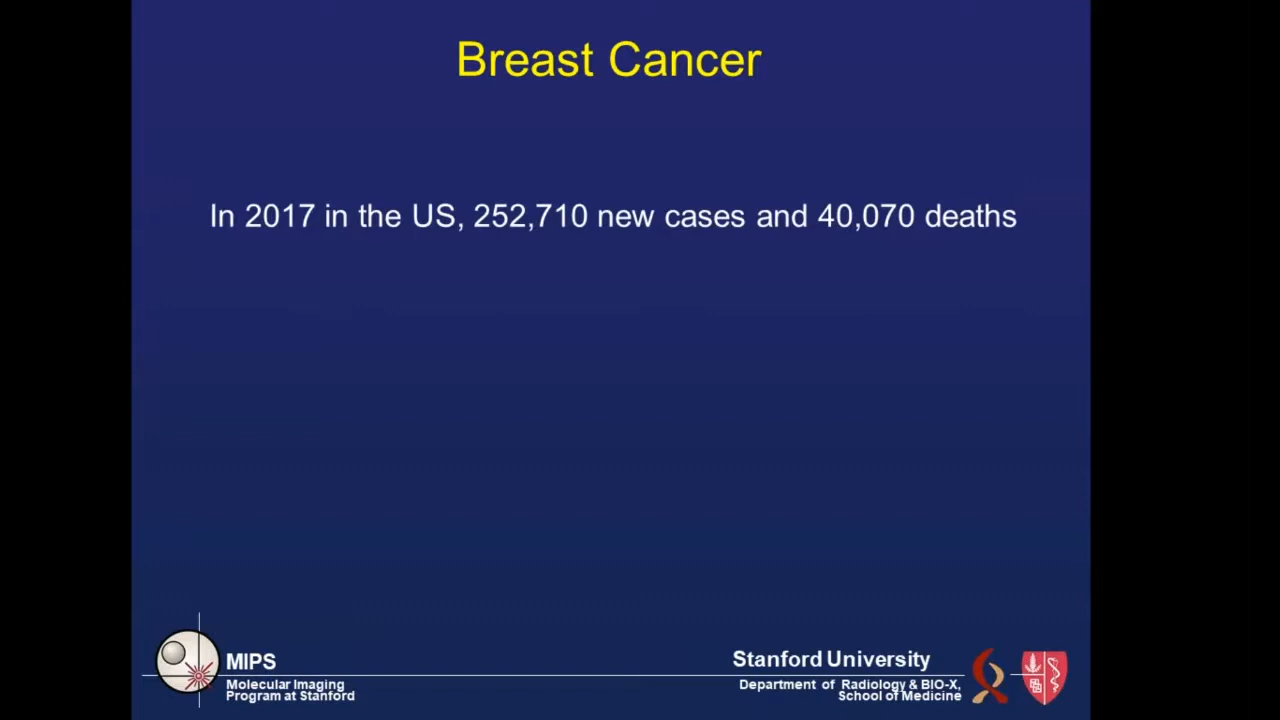 Breast Cancer
In 2017 in the US, 252,710 new cases and 40,070 deaths
MIPS
Molecular Imaging
Program at Stanford
Stanford University
Department of Radiology & BIO-X,
School of Medicine